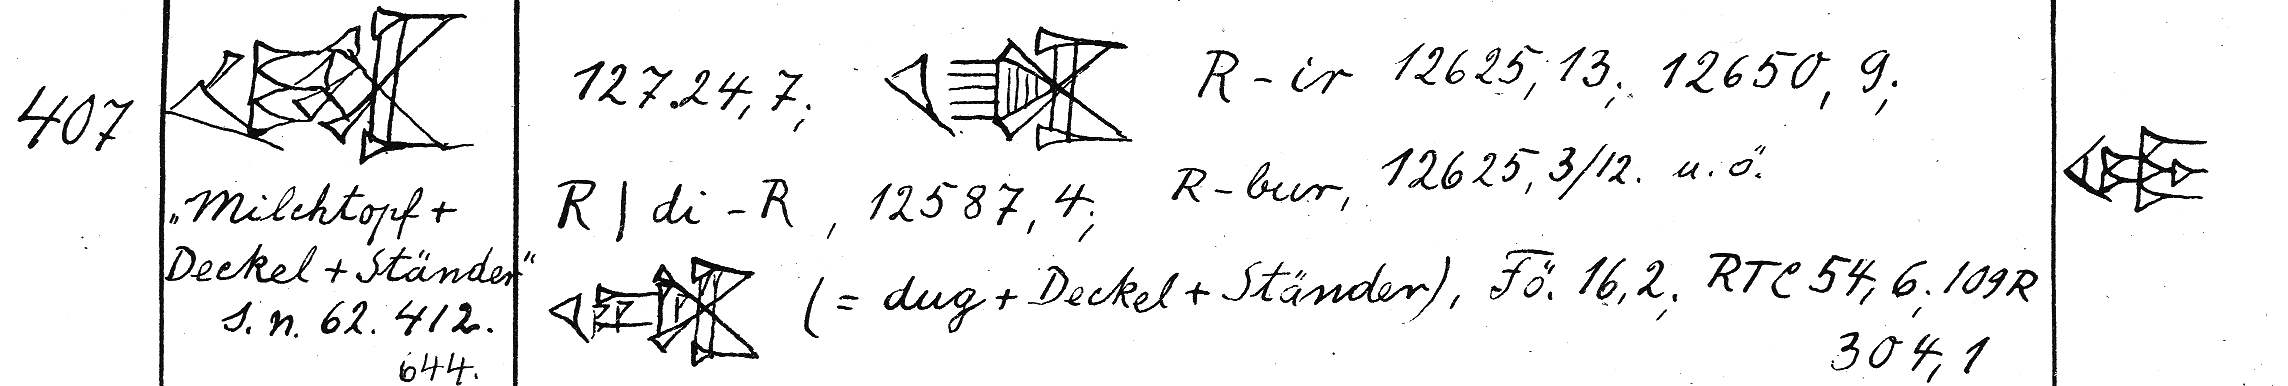 407
„Milchtopf +
Deckel + Ständer“
s. n. 62. 412.
644.
127.24, 7; R-ir 12625, 13; 12650, 9;
R | di-R, 12587, 4; R-bur, 12625, 3/12. u. ö.
(= dug + Deckel + Ständer), Fö. 16, 2; RTC 54, 6; 109R
304, 1